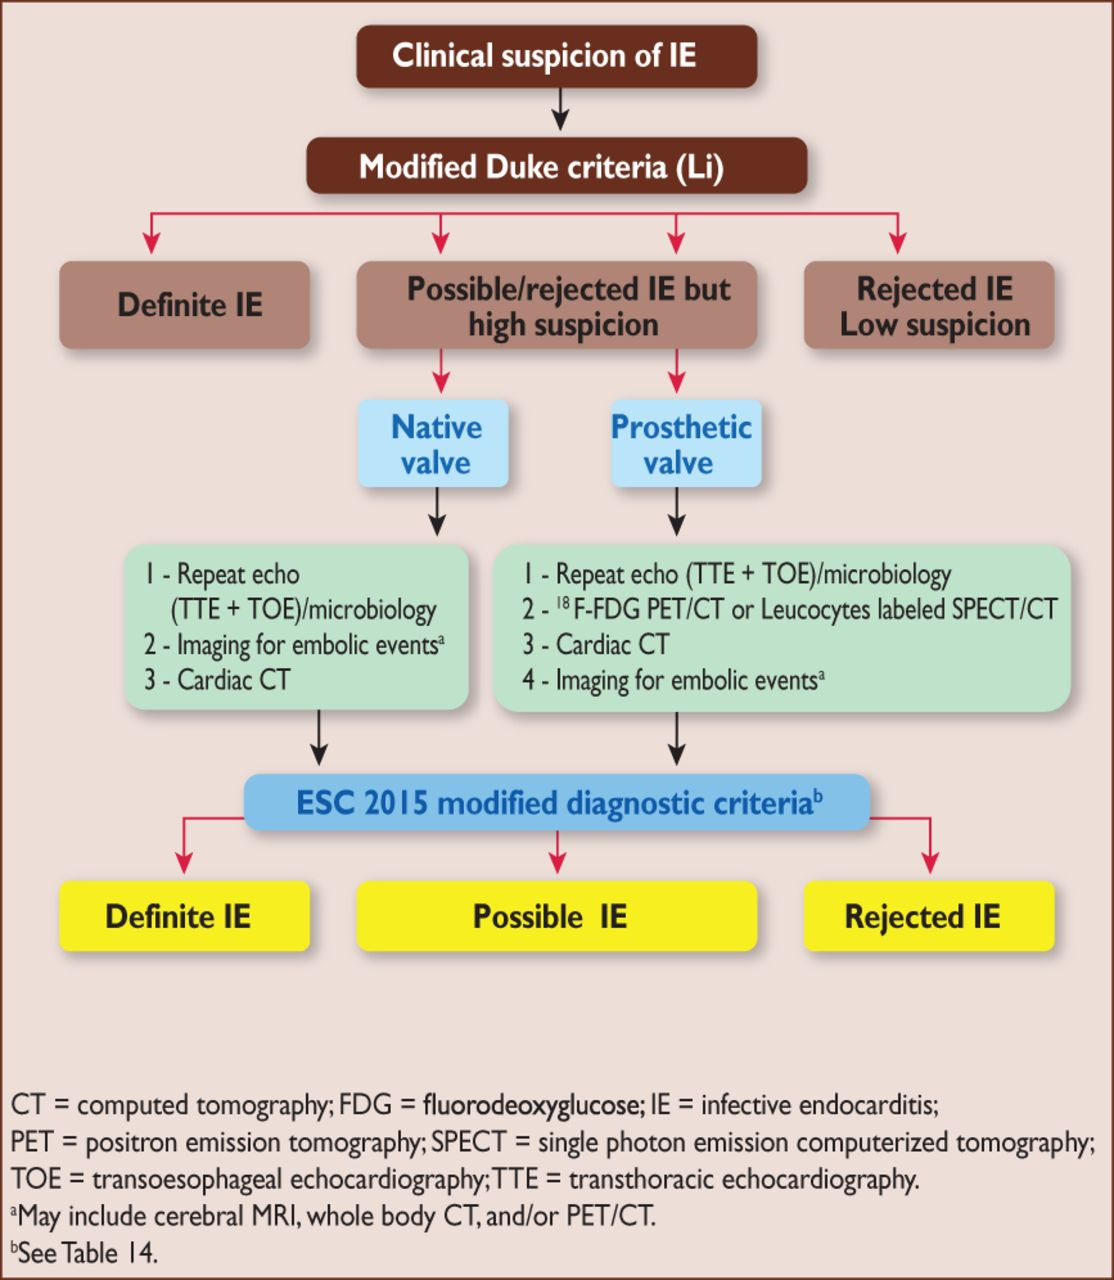 Clinical suspicion of IE
Modified Duke criteria (Li)
Definite IE
Possible/rejected IE but
high suspicion
Rejected IE
Low suspicion
Native
valve
Prosthetic
valve
1 - Repeat echo
(TTE + TOE)/microbiology
2 - Imaging for embolic eventsᵃ
3 - Cardiac CT
1 - Repeat echo (TTE + TOE)/microbiology
2 - ¹⁸F-FDG PET/CT or Leucocytes labeled SPECT/CT
3 - Cardiac CT
4 - Imaging for embolic eventsᵃ
ESC 2015 modified diagnostic criteriaᵇ
Definite IE
Possible IE
Rejected IE
CT = computed tomography; FDG = fluorodeoxyglucose; IE = infective endocarditis;
PET = positron emission tomography; SPECT = single photon emission computerized tomography;
TOE = transoesophageal echocardiography; TTE = transthoracic echocardiography.
ᵃMay include cerebral MRI, whole body CT, and/or PET/CT.
ᵇSee Table 14.